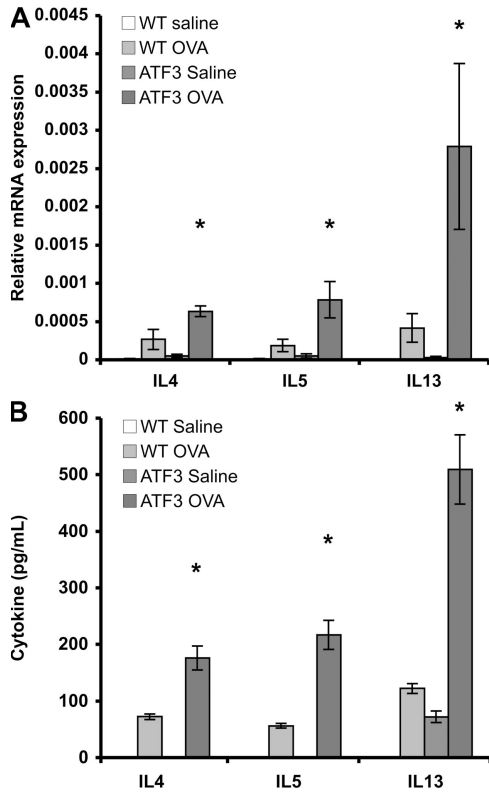 A
WT saline
WT OVA
ATF3 Saline
ATF3 OVA
*
*
*
Relative mRNA expression
0.0045
0.004
0.0035
0.003
0.0025
0.002
0.0015
0.001
0.0005
0
IL4 IL5 IL13
B
WT Saline
WT OVA
ATF3 Saline
ATF3 OVA
*
*
*
Cytokine (pg/mL)
600
500
400
300
200
100
0
IL4 IL5 IL13